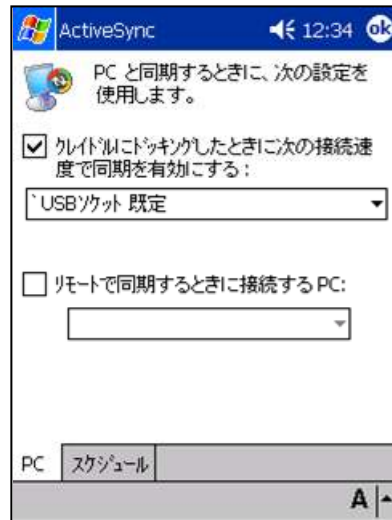 ActiveSync 12:34 ok
PC と同期するときに、次の設定を
使用します。
クレイドルにドッキングしたときに次の接続速
度で同期を有効にする:
`USBソケット 既定
リモートで同期するときに接続する PC:
PC スケジュール
A